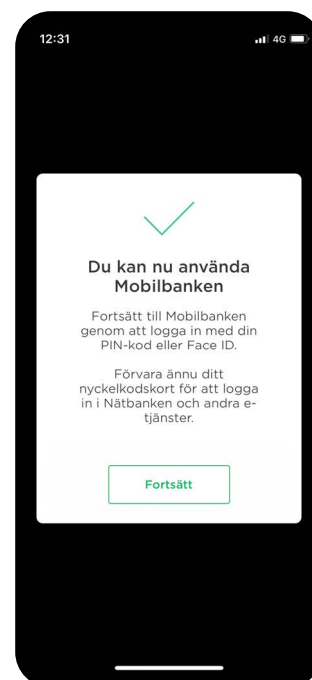 12:31
4G
Du kan nu använda
Mobilbanken
Fortsätt till Mobilbanken
genom att logga in med din
PIN-kod eller Face ID.
Förvara ännu ditt
nyckelkodskort för att logga
in i Nätbanken och andra e-
tjänster.
Fortsätt